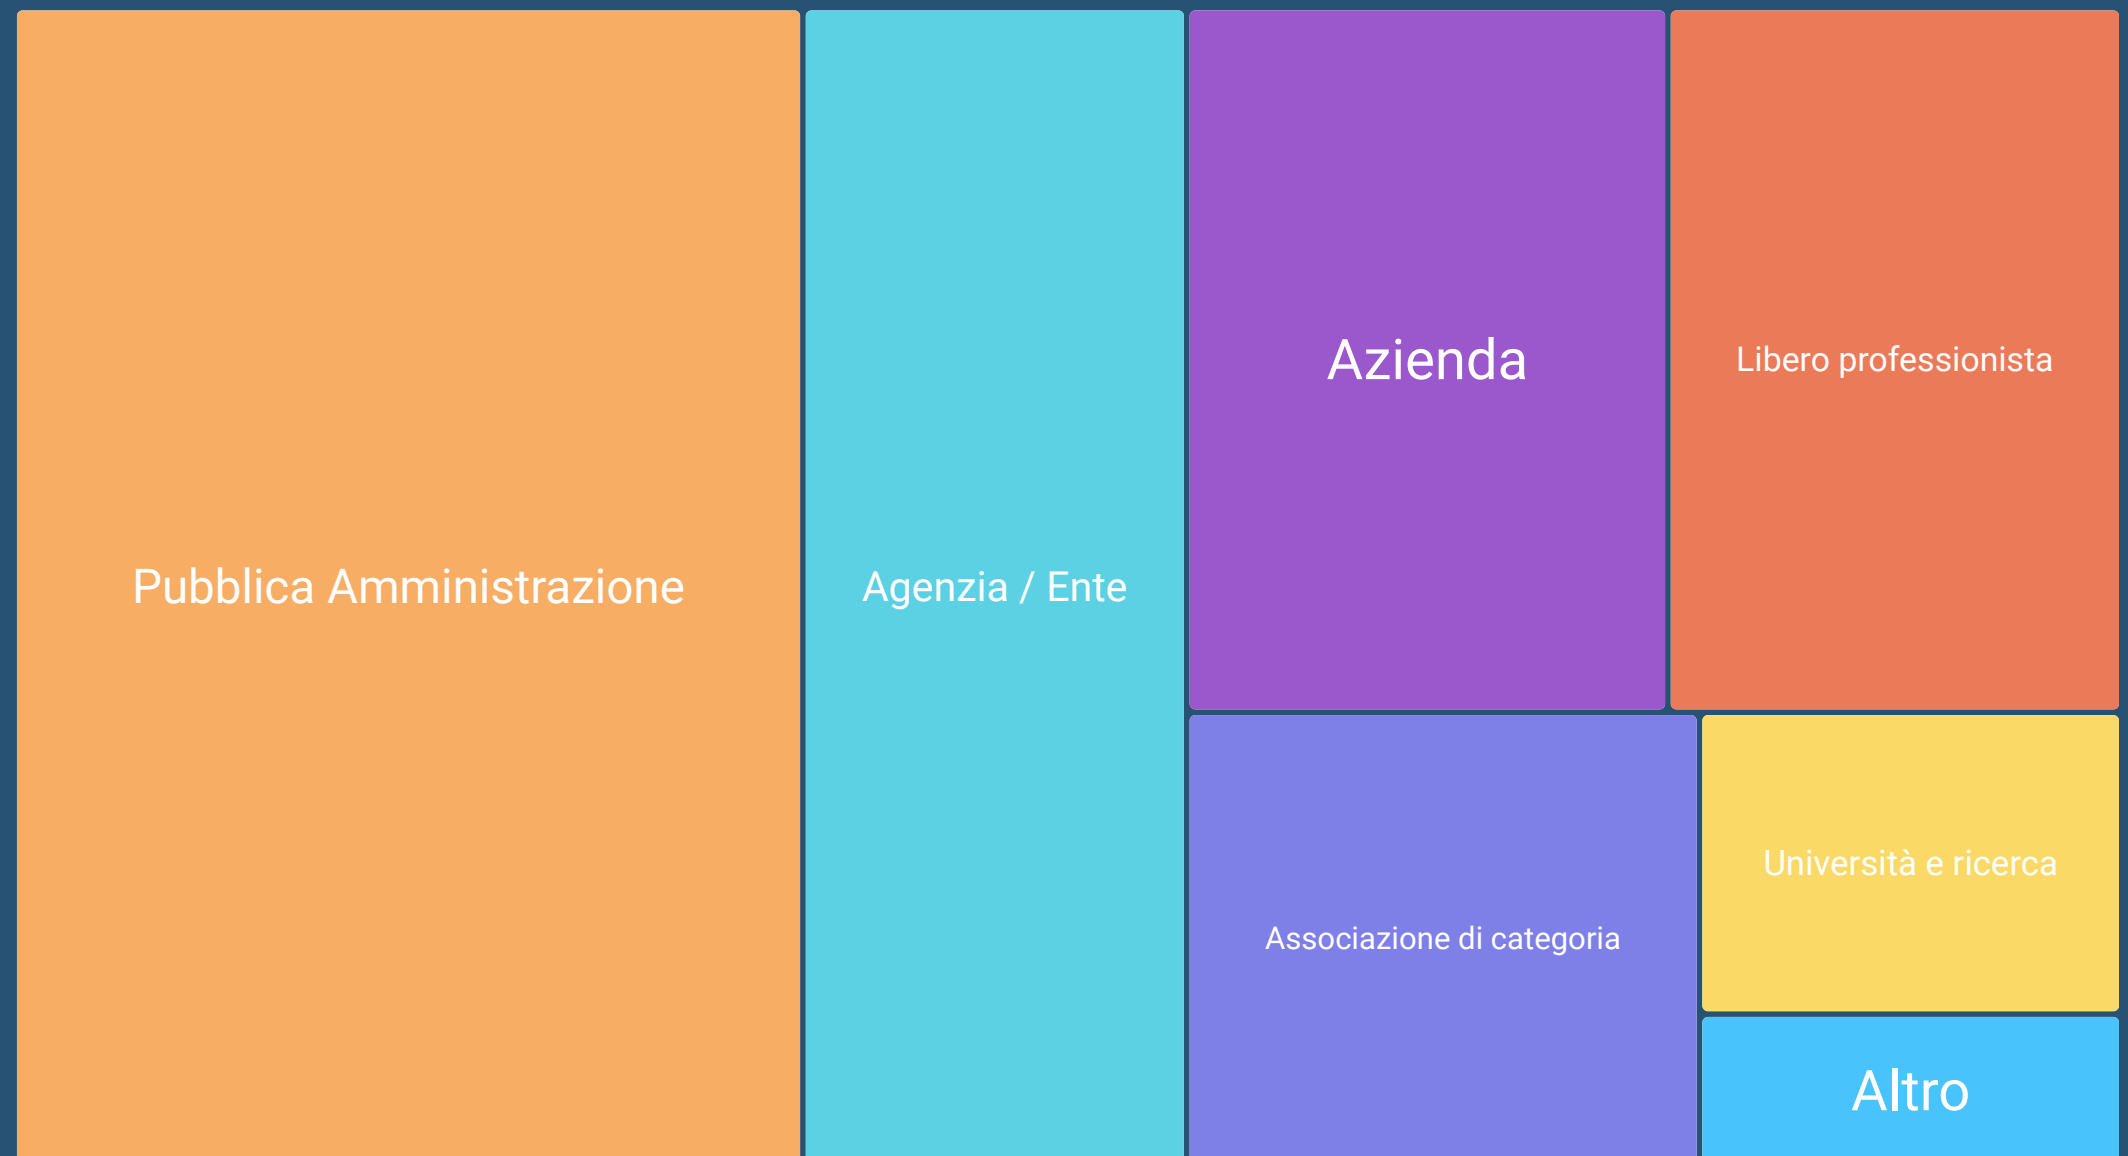 Pubblica Amministrazione
Agenzia / Ente
Azienda
Libero professionista
Associazione di categoria
Università e ricerca
Altro